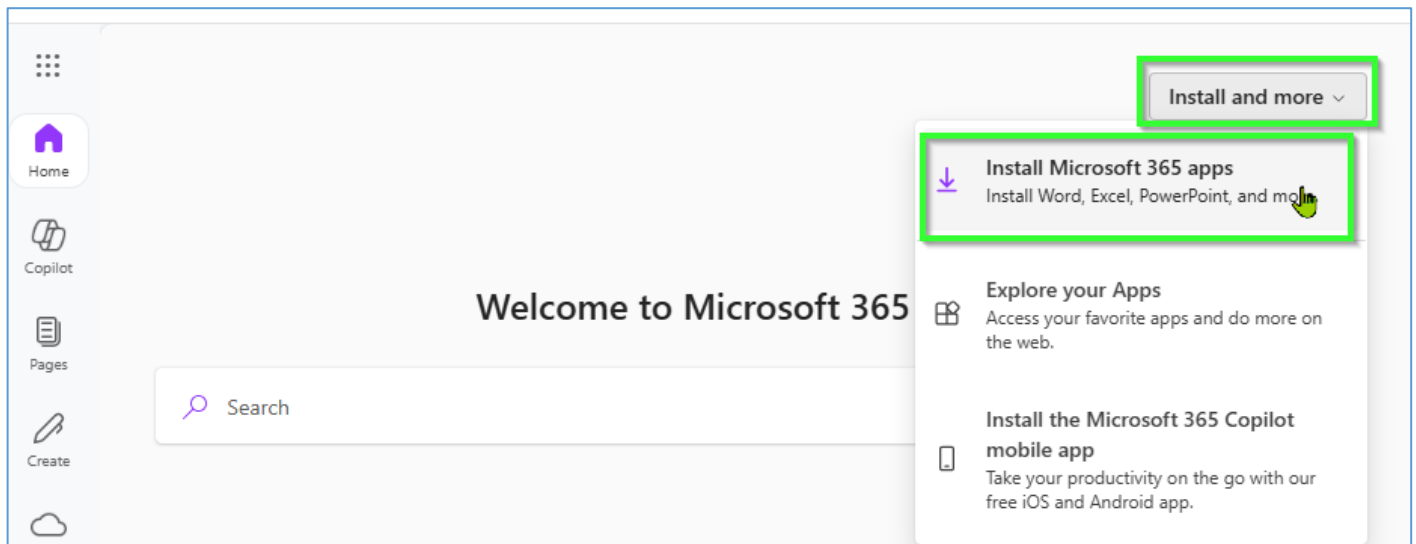 Install and more
Home
Install Microsoft 365 apps
Install Word, Excel, PowerPoint, and
Copilot
Welcome to Microsoft 365
Explore your Apps
Access your favorite apps and do more on
the web.
Pages
Search
Install the Microsoft 365 Copilot
mobile app
Take your productivity on the go with our
free iOS and Android app.
Create